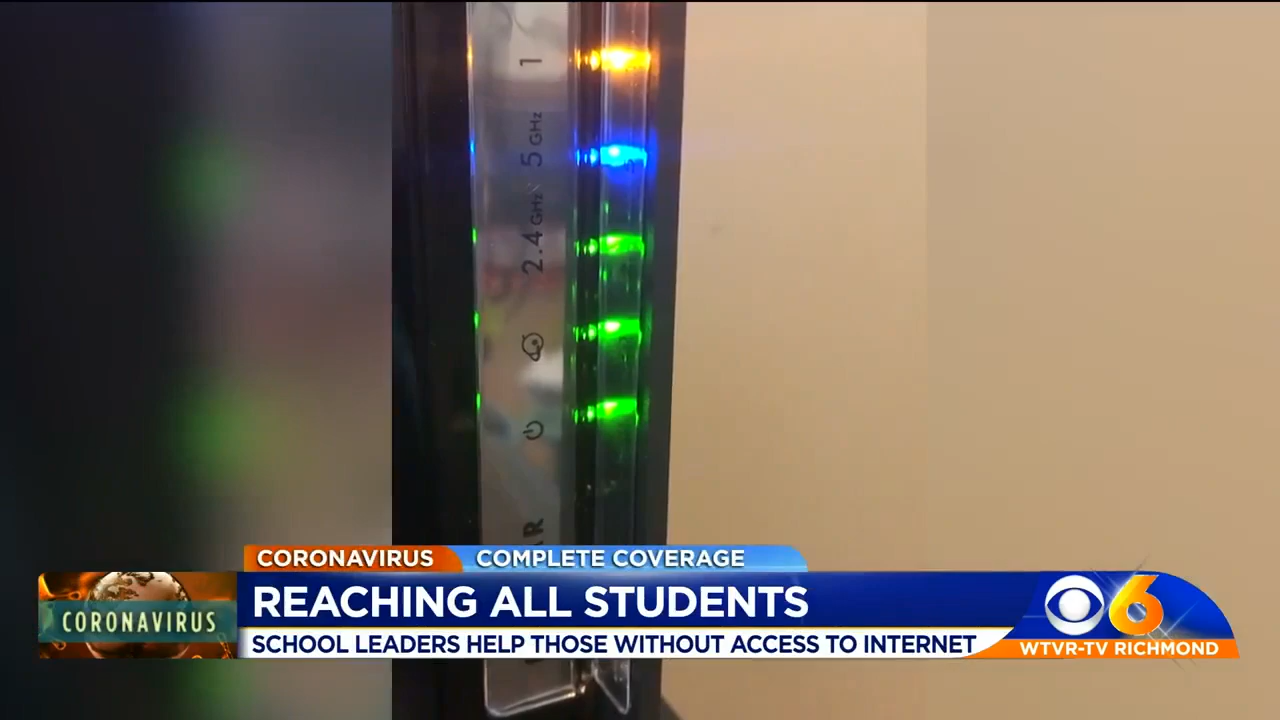 1
5 GHz
2.4 GHz
CORONAVIRUS COMPLETE COVERAGE
REACHING ALL STUDENTS
CORONAVIRUS
SCHOOL LEADERS HELP THOSE WITHOUT ACCESS TO INTERNET
6
WTVR-TV RICHMOND